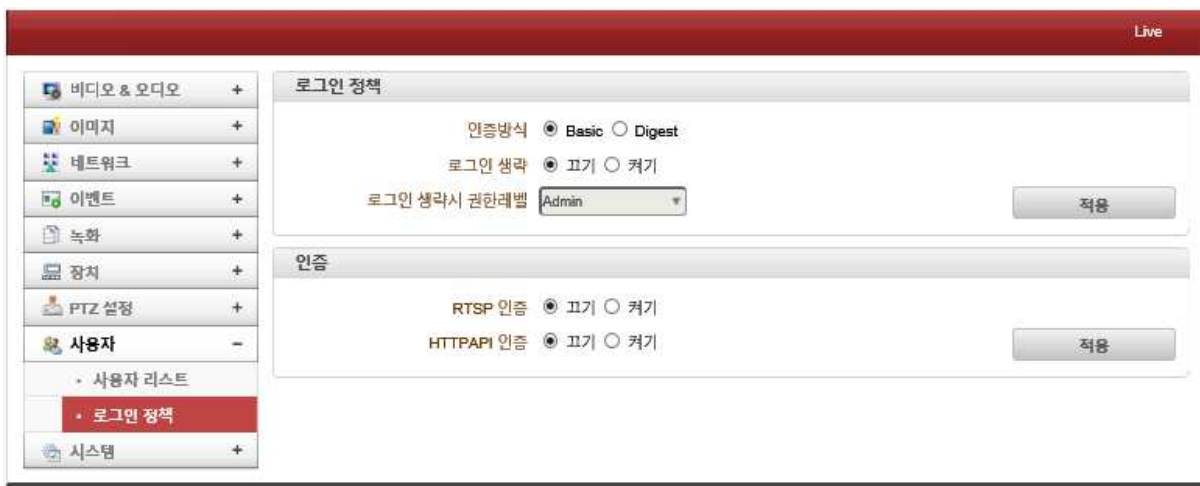 Live
비디오 & 오디오 +
이미지 +
네트워크 +
이벤트 +
녹화 +
장치 +
PTZ 설정 +
사용자 -
• 사용자 리스트
• 로그인 정책
시스템 +
로그인 정책
인증방식 Basic Digest
로그인 생략 끄기 켜기
로그인 생략시 권한레벨 Admin
적용
인증
RTSP 인증 끄기 켜기
HTTPAPI 인증 끄기 켜기
적용